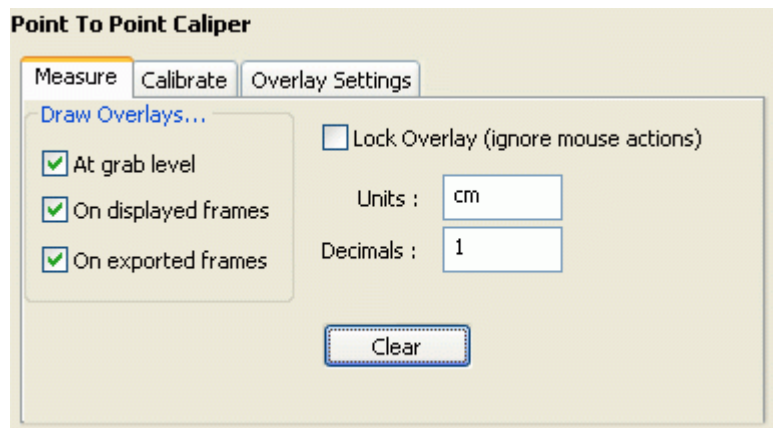 Point To Point Caliper
Measure Calibrate Overlay Settings
Draw Overlays...
At grab level
On displayed frames
On exported frames
Lock Overlay (ignore mouse actions)
Units : cm
Decimals : 1
Clear